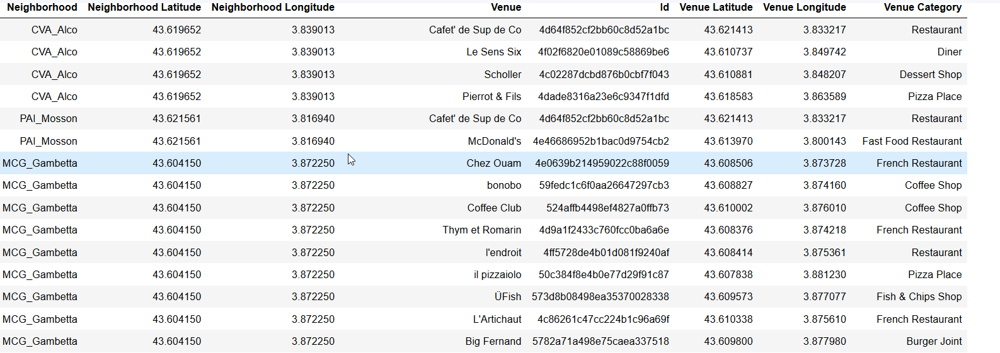 Neighborhood Neighborhood Latitude Neighborhood Longitude Venue Id Venue Latitude Venue Longitude Venue Category
CVA_Alco 43.619652 3.839013 Cafet' de Sup de Co 4d64f852cf2bb60c8d52a1bc 43.621413 3.833217 Restaurant
CVA_Alco 43.619652 3.839013 Le Sens Six 4f02f6820e01089c58869be6 43.610737 3.849742 Diner
CVA_Alco 43.619652 3.839013 Scholler 4c02287dcbd876b0cbf7f043 43.610881 3.848207 Dessert Shop
CVA_Alco 43.619652 3.839013 Pierrot & Fils 4dade8316a23e6c9347f1dfd 43.618583 3.863589 Pizza Place
PAI_Mosson 43.621561 3.816940 Cafet' de Sup de Co 4d64f852cf2bb60c8d52a1bc 43.621413 3.833217 Restaurant
PAI_Mosson 43.621561 3.816940 McDonald's 4e46686952b1bac0d9754cb2 43.613970 3.800143 Fast Food Restaurant
MCG_Gambetta 43.604150 3.872250 Chez Ouam 4e0639b214959022c88f0059 43.608506 3.873728 French Restaurant
MCG_Gambetta 43.604150 3.872250 bonobo 59fedc1c6f0aa26647297cb3 43.608827 3.874160 Coffee Shop
MCG_Gambetta 43.604150 3.872250 Coffee Club 524affb4498ef4827a0ffb73 43.610002 3.876010 Coffee Shop
MCG_Gambetta 43.604150 3.872250 Thym et Romarin 4d9a1f2433c760fcc0ba6a6e 43.608376 3.874218 French Restaurant
MCG_Gambetta 43.604150 3.872250 l'endroit 4ff5728de4b01d081f9240af 43.608414 3.875361 Restaurant
MCG_Gambetta 43.604150 3.872250 il pizzaiolo 50c384f8e4b0e77d29f91c87 43.607838 3.881230 Pizza Place
MCG_Gambetta 43.604150 3.872250 ÜFish 573d8b08498ea35370028338 43.609573 3.877077 Fish & Chips Shop
MCG_Gambetta 43.604150 3.872250 L'Artichaut 4c86261c47cc224b1c96a69f 43.610338 3.875610 French Restaurant
MCG_Gambetta 43.604150 3.872250 Big Fernand 5782a71a498e75caea337518 43.609800 3.877980 Burger Joint